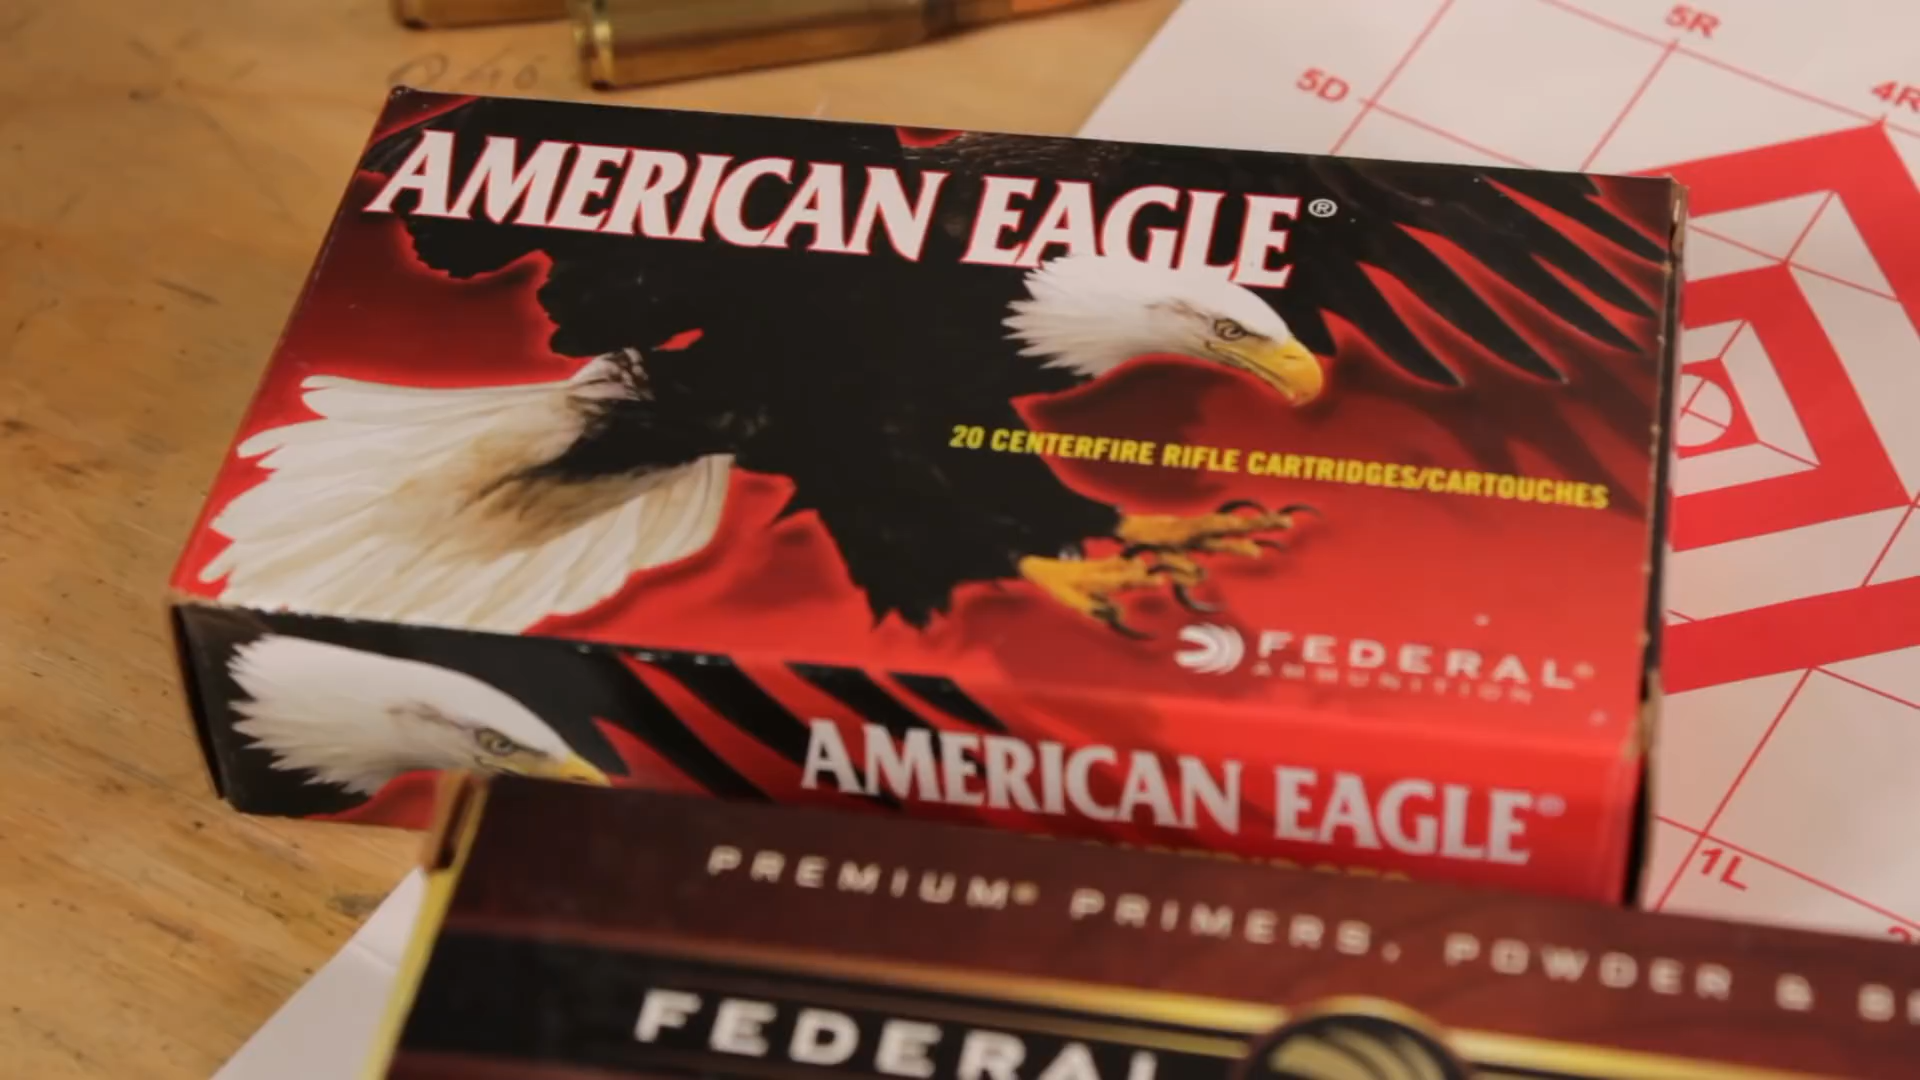 5R
5D
4R
AMERICAN EAGLE®
20 CENTERFIRE RIFLE CARTRIDGES/CARTOUCHES
FEDERAL®
AMMUNITION
AMERICAN EAGLE®
1L
PREMIUM® PRIMERS, POWDER &
FEDERAL